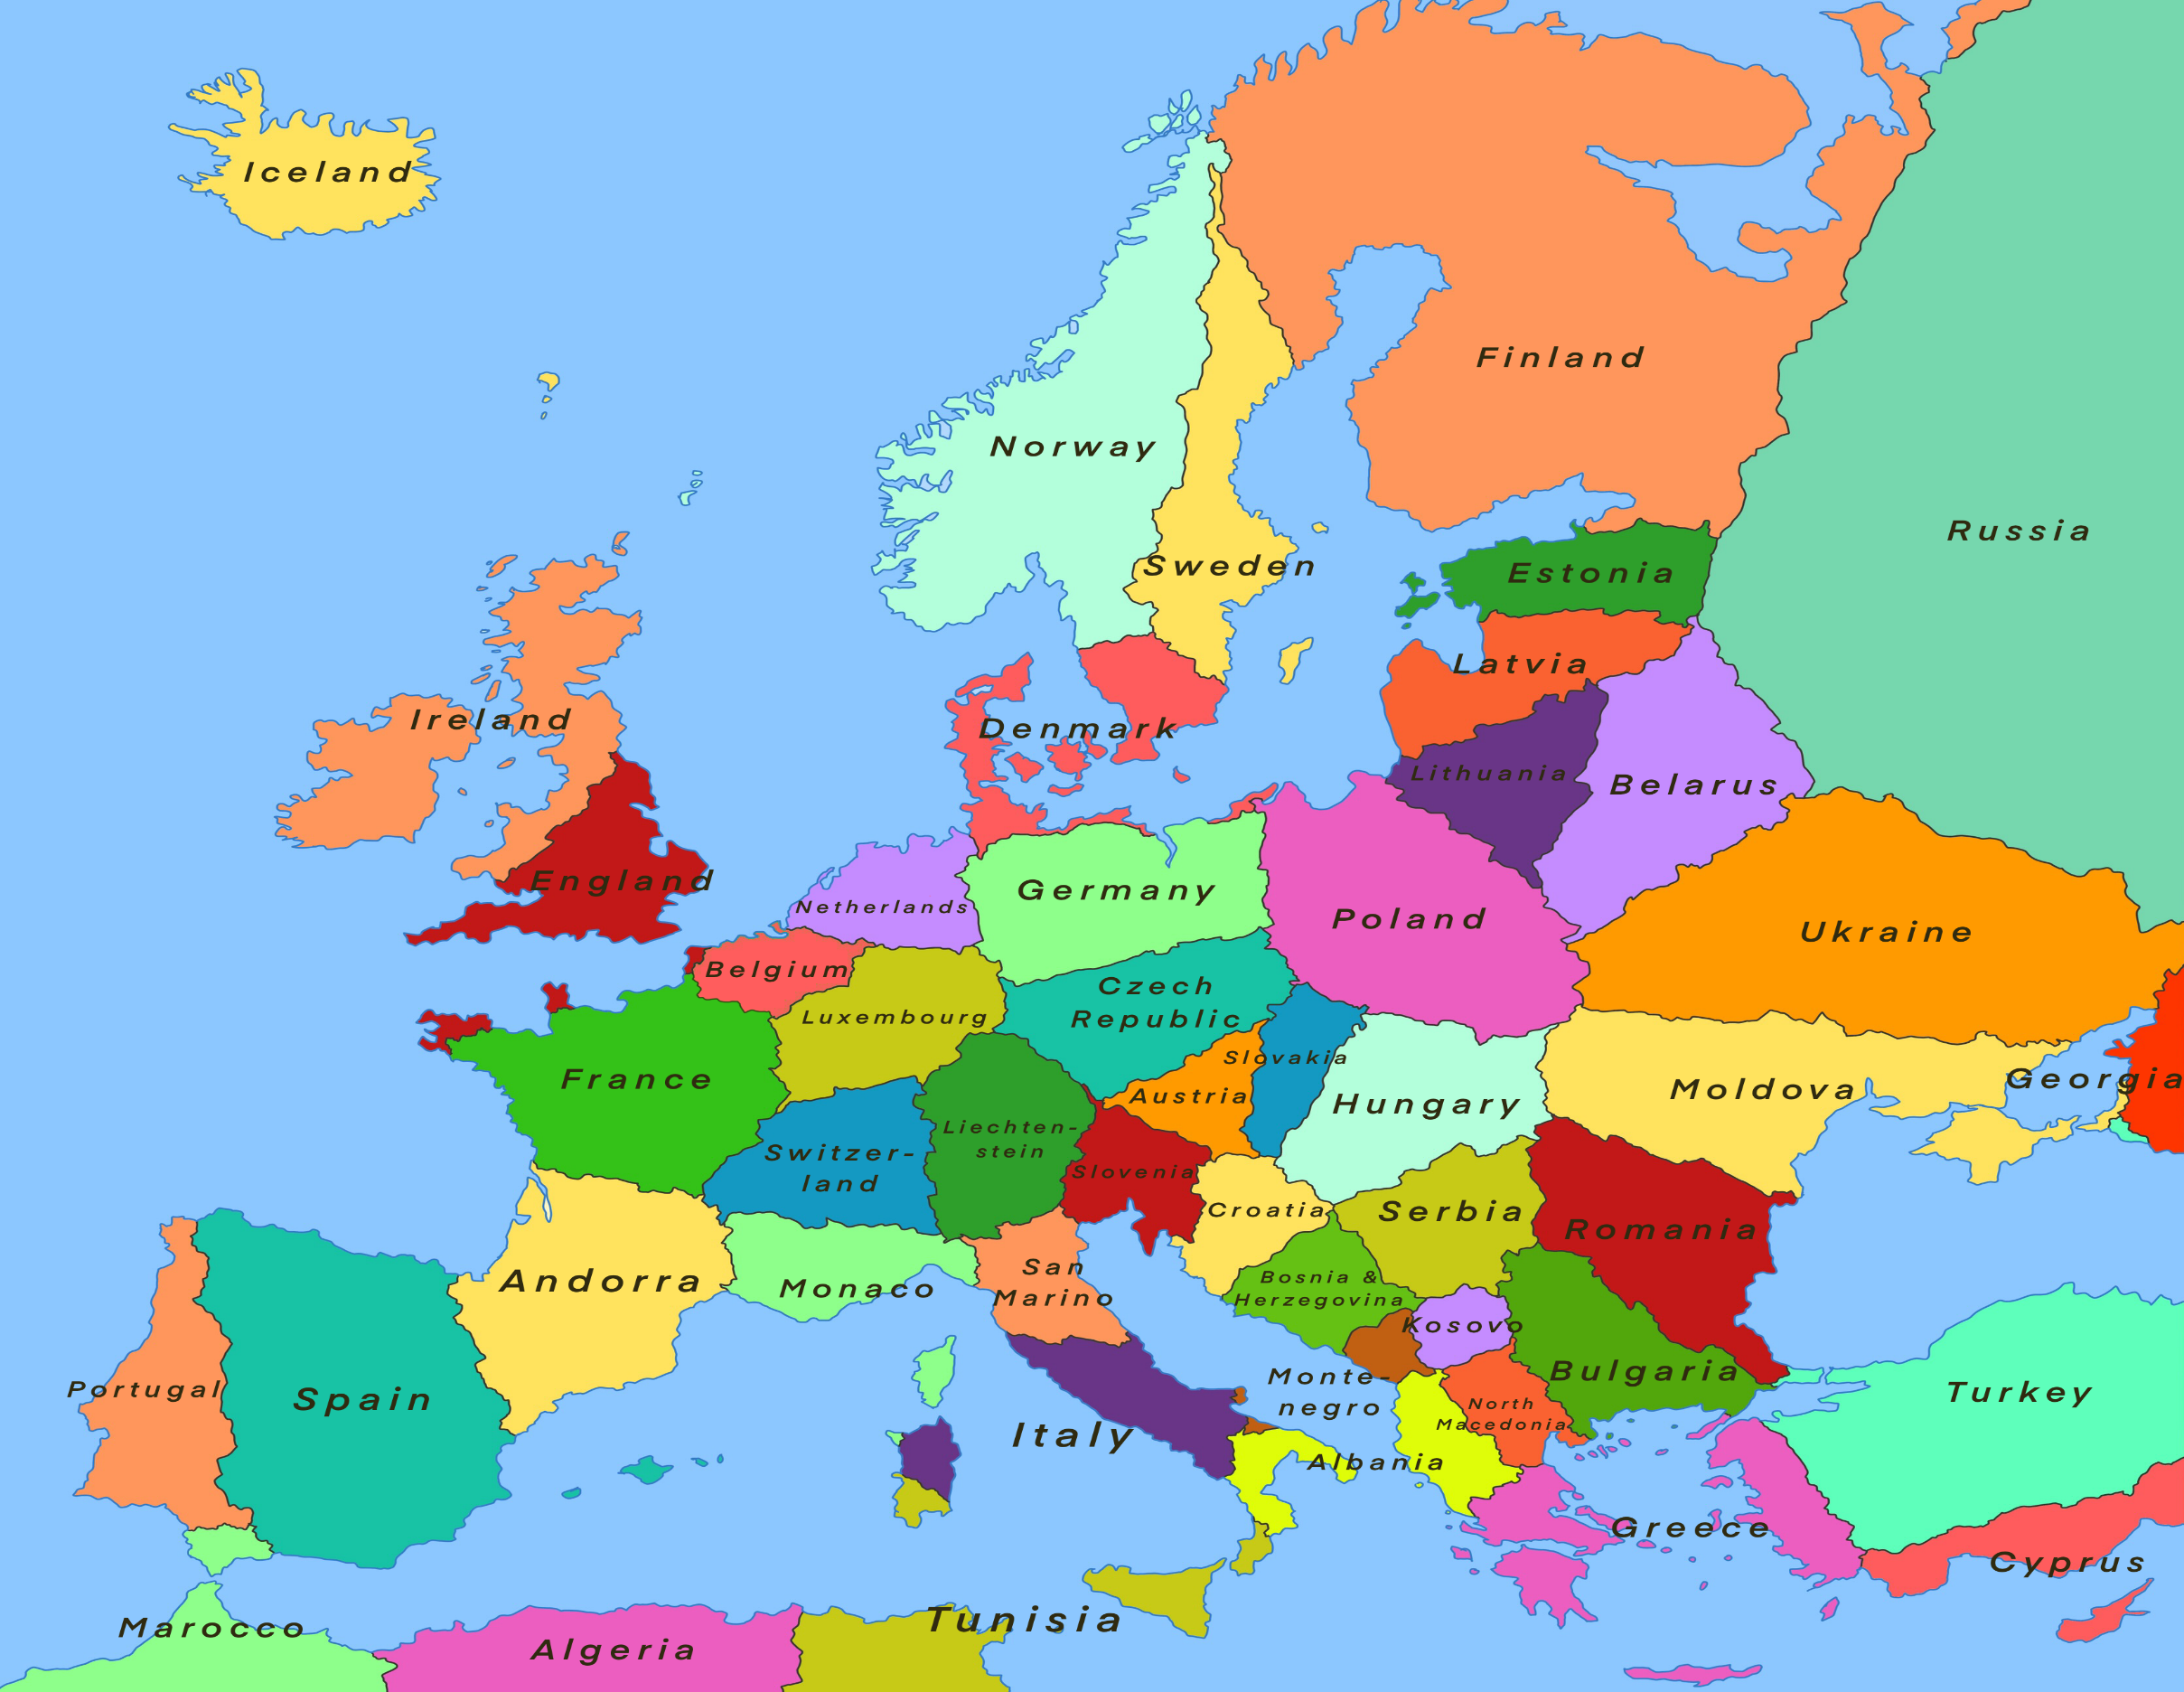 Iceland
Finland
Norway
Russia
Sweden
Estonia
Latvia
Ireland
Denmark
Lithuania
Belarus
England
Germany
Netherlands
Poland
Ukraine
Belgium
Czech
Republic
Luxembourg
Slovakia
France
Georgia
Moldova
Austria
Hungary
Liechten-
stein
Switzer-
land
Slovenia
Croatia
Serbia
Romania
San
Marino
Andorra
Monaco
Bosnia &
Herzegovina
Kosovo
Monte-
negro
Bulgaria
Portugal
Spain
Turkey
North
Macedonia
Italy
Albania
Greece
Cyprus
Tunisia
Marocco
Algeria